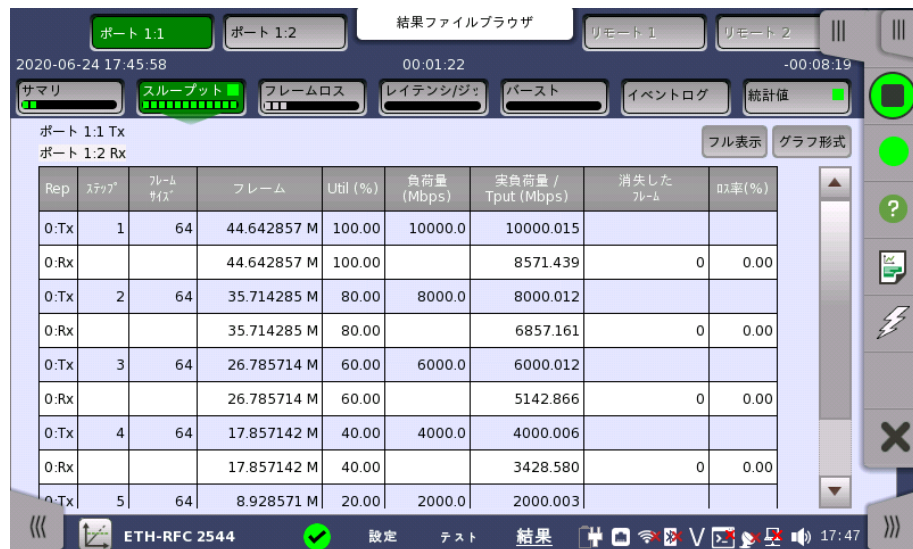 ポート 1:1
ポート 1:2
結果ファイルブラウザ
リモート 1
リモート 2
2020-06-24 17:45:58
00:01:22
-00:08:19
サマリ
スループット
フレームロス
レイテンシ/ジッ
バースト
イベントログ
統計値
ポート 1:1 Tx
ポート 1:2 Rx
フル表示
グラフ形式
Rep ステップ フレームサイズ フレーム Util (%) 負荷量 (Mbps) 実負荷量 / Tput (Mbps) 消失したフレーム ロス率(%)
0:Tx 1 64 44.642857 M 100.00 10000.0 10000.015
0:Rx 44.642857 M 100.00 8571.439 0 0.00
0:Tx 2 64 35.714285 M 80.00 8000.0 8000.012
0:Rx 35.714285 M 80.00 6857.161 0 0.00
0:Tx 3 64 26.785714 M 60.00 6000.0 6000.012
0:Rx 26.785714 M 60.00 5142.866 0 0.00
0:Tx 4 64 17.857142 M 40.00 4000.0 4000.006
0:Rx 17.857142 M 40.00 3428.580 0 0.00
0:Tx 5 64 8.928571 M 20.00 2000.0 2000.003
ETH-RFC 2544
設定
テスト
結果
V
17:47